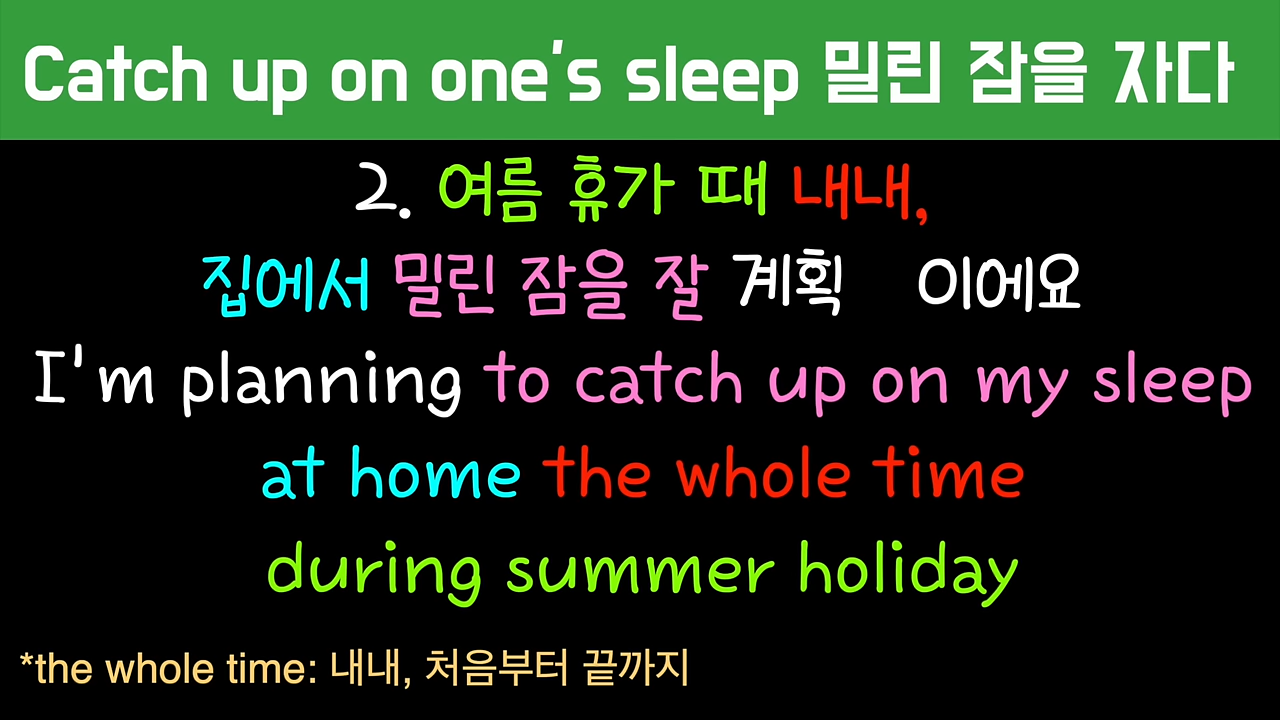 Catch up on one's sleep 밀린 잠을 자다
2. 여름 휴가 때 내내,
집에서 밀린 잠을 잘 계획 이에요
I'm planning to catch up on my sleep
at home the whole time
during summer holiday
*the whole time: 내내, 처음부터 끝까지